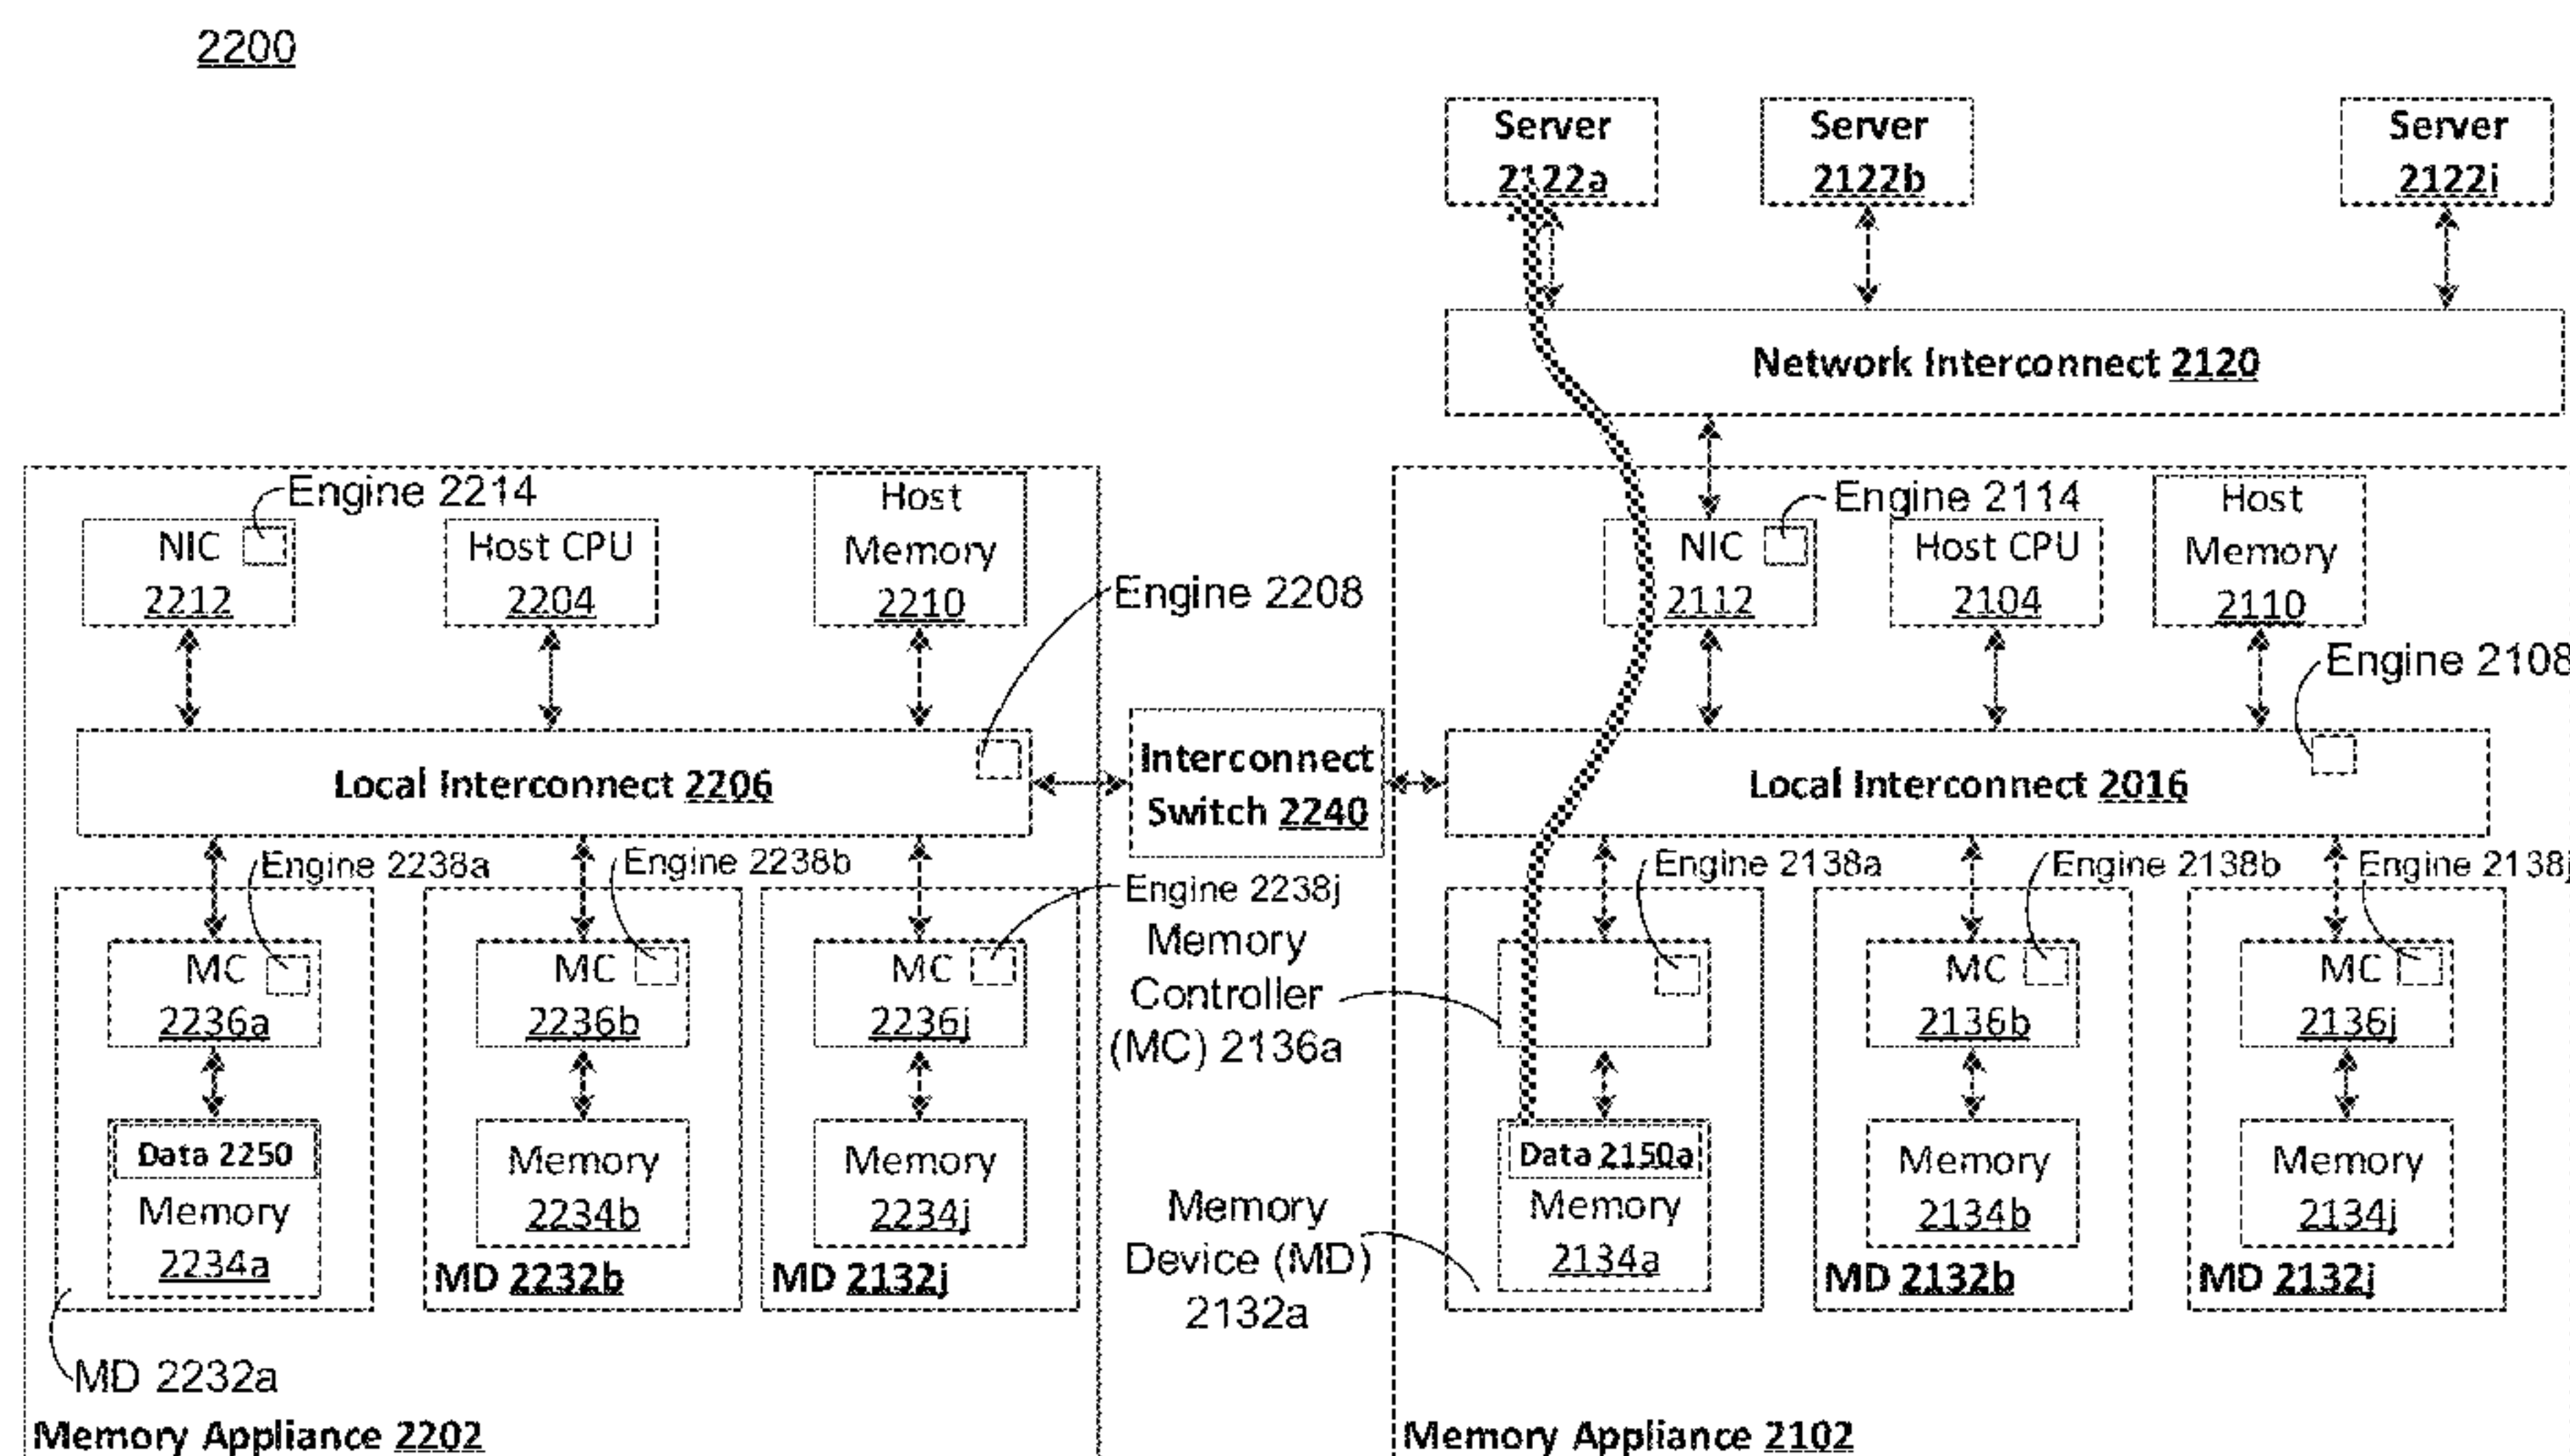 2200
Server
2122a
Server
2122b
Server
2122i
Network Interconnect 2120
Engine 2214
NIC
2212
Host CPU
2204
Host
Memory
2210
Engine 2208
Engine 2114
NIC
2112
Host CPU
2104
Host
Memory
2110
Engine 2108
Local Interconnect 2206
Interconnect
Switch 2240
Local Interconnect 2016
Engine 2238a
Engine 2238b
Engine 2238j
MC
2236a
MC
2236b
MC
2236j
Data 2250
Memory
2234a
Memory
2234b
Memory
2234j
MD 2232b
MD 2132j
MD 2232a
Memory Appliance 2202
Memory
Controller
(MC) 2136a
Memory
Device (MD)
2132a
Engine 2138a
Engine 2138b
Engine 2138j
MC
2136b
MC
2136j
Data 2150a
Memory
2134a
Memory
2134b
Memory
2134j
MD 2132b
MD 2132j
Memory Appliance 2102